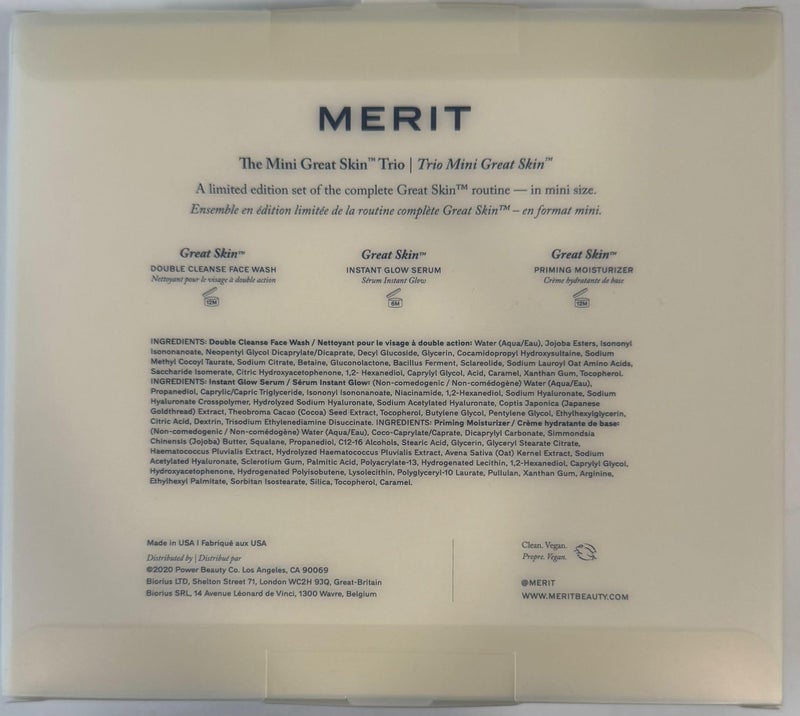 MERIT
The Mini Great Skin™ Trio | Trio Mini Great Skin™
A limited edition set of the complete Great Skin™ routine — in mini size.
Ensemble en édition limitée de la routine complète Great Skin™ – en format mini.
Great Skin™
DOUBLE CLEANSE FACE WASH
Nettoyant pour le visage à double action
12M
Great Skin™
INSTANT GLOW SERUM
Sérum Instant Glow
6M
Great Skin™
PRIMING MOISTURIZER
Crème hydratante de base
12M
INGREDIENTS: Double Cleanse Face Wash / Nettoyant pour le visage à double action: Water (Aqua/Eau), Jojoba Esters, Isononyl
Isononanoate, Neopentyl Glycol Dicaprylate/Dicaprate, Decyl Glucoside, Glycerin, Cocamidopropyl Hydroxysultaine, Sodium
Methyl Cocoyl Taurate, Sodium Citrate, Betaine, Gluconolactone, Bacillus Ferment, Sclareolide, Sodium Lauroyl Oat Amino Acids,
Saccharide Isomerate, Citric Hydroxyacetophenone, 1,2- Hexanediol, Caprylyl Glycol, Acid, Caramel, Xanthan Gum, Tocopherol.
INGREDIENTS: Instant Glow Serum / Sérum Instant Glow: (Non-comedogenic / Non-comédogène) Water (Aqua/Eau),
Propanediol, Caprylic/Capric Triglyceride, Isononyl Isononanoate, Niacinamide, 1,2-Hexanediol, Sodium Hyaluronate, Sodium
Hyaluronate Crosspolymer, Hydrolyzed Sodium Hyaluronate, Sodium Acetylated Hyaluronate, Coptis Japonica (Japanese
Goldthread) Extract, Theobroma Cacao (Cocoa) Seed Extract, Tocopherol, Butylene Glycol, Pentylene Glycol, Ethylhexylglycerin,
Citric Acid, Dextrin, Trisodium Ethylenediamine Disuccinate. INGREDIENTS: Priming Moisturizer / Crème hydratante de base:
(Non-comedogenic / Non-comédogène) Water (Aqua/Eau), Coco-Caprylate/Caprate, Dicaprylyl Carbonate, Simmondsia
Chinensis (Jojoba) Butter, Squalane, Propanediol, C12-16 Alcohols, Stearic Acid, Glycerin, Glyceryl Stearate Citrate,
Haematococcus Pluvialis Extract, Hydrolyzed Haematococcus Pluvialis Extract, Avena Sativa (Oat) Kernel Extract, Sodium
Acetylated Hyaluronate, Sclerotium Gum, Palmitic Acid, Polyacrylate-13, Hydrogenated Lecithin, 1,2-Hexanediol, Caprylyl Glycol,
Hydroxyacetophenone, Hydrogenated Polyisobutene, Lysolecithin, Polyglyceryl-10 Laurate, Pullulan, Xanthan Gum, Arginine,
Ethylhexyl Palmitate, Sorbitan Isostearate, Silica, Tocopherol, Caramel.
Made in USA | Fabriqué aux USA
Distributed by | Distribué par
©2020 Power Beauty Co. Los Angeles, CA 90069
Biorius LTD, Shelton Street 71, London WC2H 9JQ, Great-Britain
Biorius SRL, 14 Avenue Léonard de Vinci, 1300 Wavre, Belgium
Clean. Vegan.
Propre. Vegan.
@MERIT
WWW.MERITBEAUTY.COM